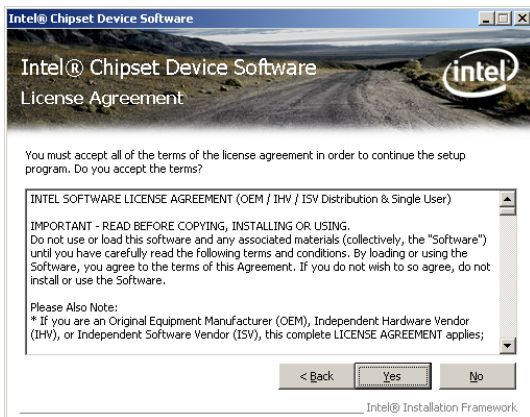 Intel® Chipset Device Software
Intel® Chipset Device Software
License Agreement
intel
You must accept all of the terms of the license agreement in order to continue the setup
program. Do you accept the terms?
INTEL SOFTWARE LICENSE AGREEMENT (OEM / IHV / ISV Distribution & Single User)
IMPORTANT - READ BEFORE COPYING, INSTALLING OR USING.
Do not use or load this software and any associated materials (collectively, the "Software")
until you have carefully read the following terms and conditions. By loading or using the
Software, you agree to the terms of this Agreement. If you do not wish to so agree, do not
install or use the Software.
Please Also Note:
* If you are an Original Equipment Manufacturer (OEM), Independent Hardware Vendor
(IHV), or Independent Software Vendor (ISV), this complete LICENSE AGREEMENT applies;
< Back Yes No
Intel® Installation Framework